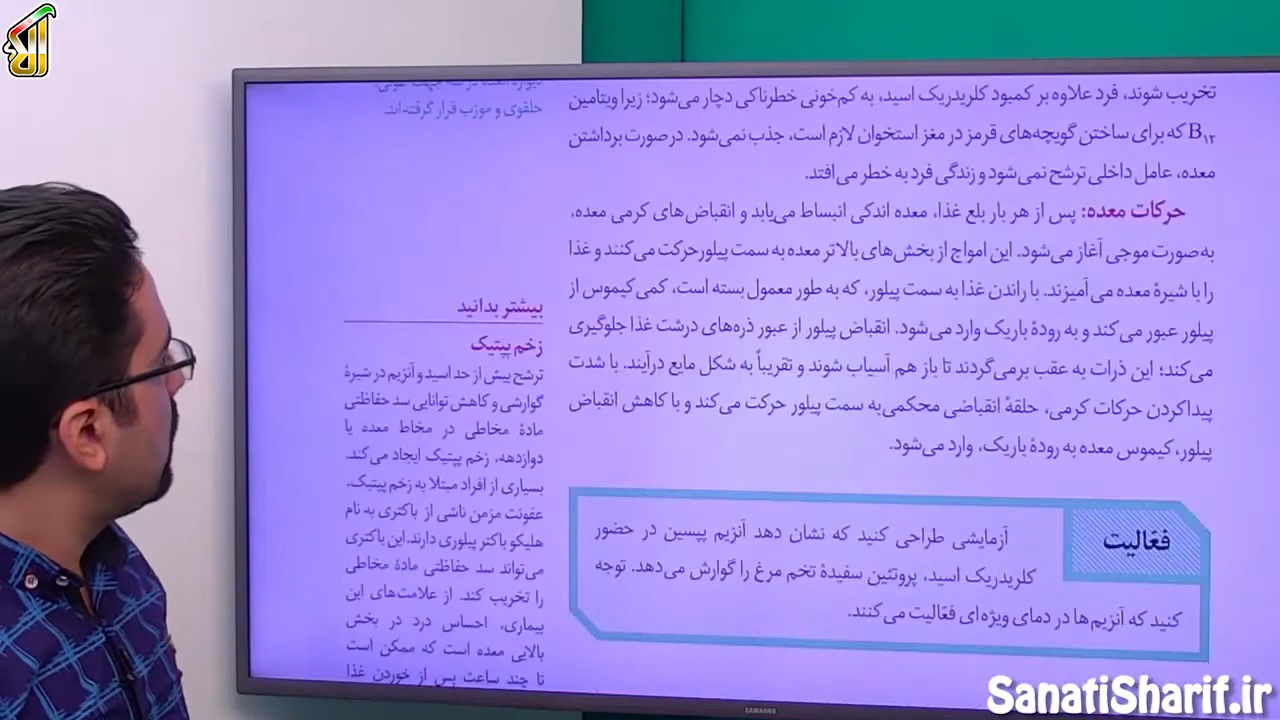 تخریب شوند، فرد علاوه بر کمبود کلریدریک اسید، به کم‌خونی خطرناکی دچار می‌شود؛ زیرا ویتامین
B۱۲ که برای ساختن گویچه‌های قرمز در مغز استخوان لازم است، جذب نمی‌شود. در صورت برداشتن
معده، عامل داخلی ترشح نمی‌شود و زندگی فرد به خطر می‌افتد.
حرکات معده: پس از هر بار بلع غذا، معده اندکی انبساط می‌یابد و انقباض‌های کرمی معده،
به‌صورت موجی آغاز می‌شود. این امواج از بخش‌های بالاتر معده به سمت پیلور حرکت می‌کنند و غذا
را با شیرهٔ معده می‌آمیزند. با راندن غذا به سمت پیلور، که به طور معمول بسته است، کمی کیموس از
پیلور عبور می‌کند و به رودهٔ باریک وارد می‌شود. انقباض پیلور از عبور ذره‌های درشت غذا جلوگیری
می‌کند؛ این ذرات به عقب برمی‌گردند تا باز هم آسیاب شوند و تقریباً به شکل مایع درآیند. با شدت
پیداکردن حرکات کرمی، حلقهٔ انقباضی محکمی به سمت پیلور حرکت می‌کند و با کاهش انقباض
پیلور، کیموس معده به رودهٔ باریک، وارد می‌شود.
فعّالیت
آزمایشی طراحی کنید که نشان دهد آنزیم پپسین در حضور
کلریدریک اسید، پروتئین سفیدهٔ تخم مرغ را گوارش می‌دهد. توجه
کنید که آنزیم‌ها در دمای ویژه‌ای فعّالیت می‌کنند.
حلقوی و مورّب قرار گرفته‌اند.
بیشتر بدانید
زخم پپتیک
ترشح بیش از حد اسید و آنزیم در شیرهٔ
گوارشی و کاهش توانایی سد حفاظتی
مادهٔ مخاطی در مخاط معده یا
دوازدهه، زخم پپتیک ایجاد می‌کند.
بسیاری از افراد مبتلا به زخم پپتیک،
عفونت مزمن ناشی از باکتری به نام
هلیکو باکتر پیلوری دارند. این باکتری
می‌تواند سد حفاظتی مادهٔ مخاطی
را تخریب کند. از علامت‌های این
بیماری، احساس درد در بخش
بالایی معده است که ممکن است
تا چند ساعت پس از خوردن غذا
SAMSUNG
SanatiSharif.ir